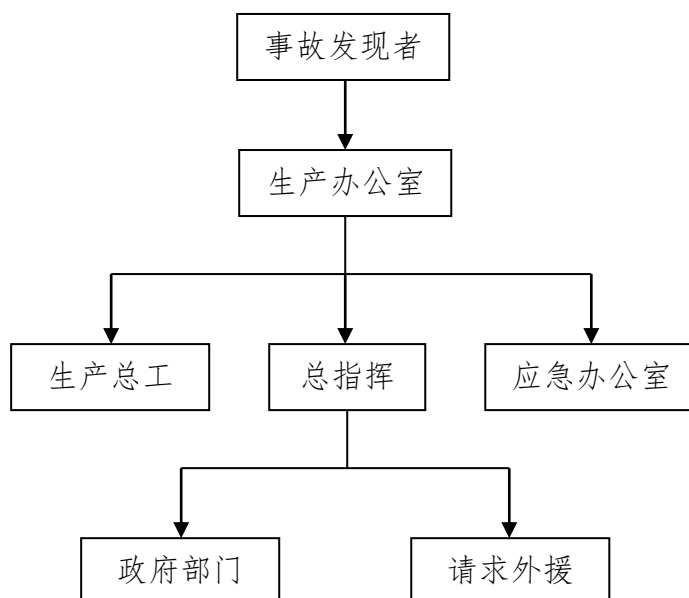 事故发现者
生产办公室
生产总工
总指挥
应急办公室
政府部门
请求外援